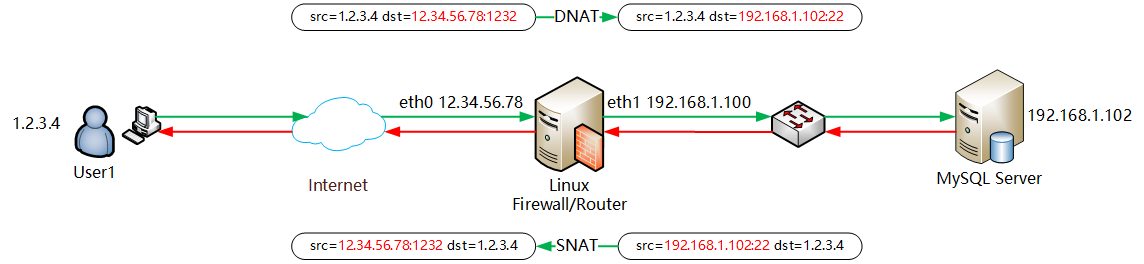 src=1.2.3.4 dst=12.34.56.78:1232
DNAT
src=1.2.3.4 dst=192.168.1.102:22
eth0 12.34.56.78
eth1 192.168.1.100
1.2.3.4
192.168.1.102
User1
Internet
Linux
Firewall/Router
MySQL Server
src=12.34.56.78:1232 dst=1.2.3.4
SNAT
src=192.168.1.102:22 dst=1.2.3.4